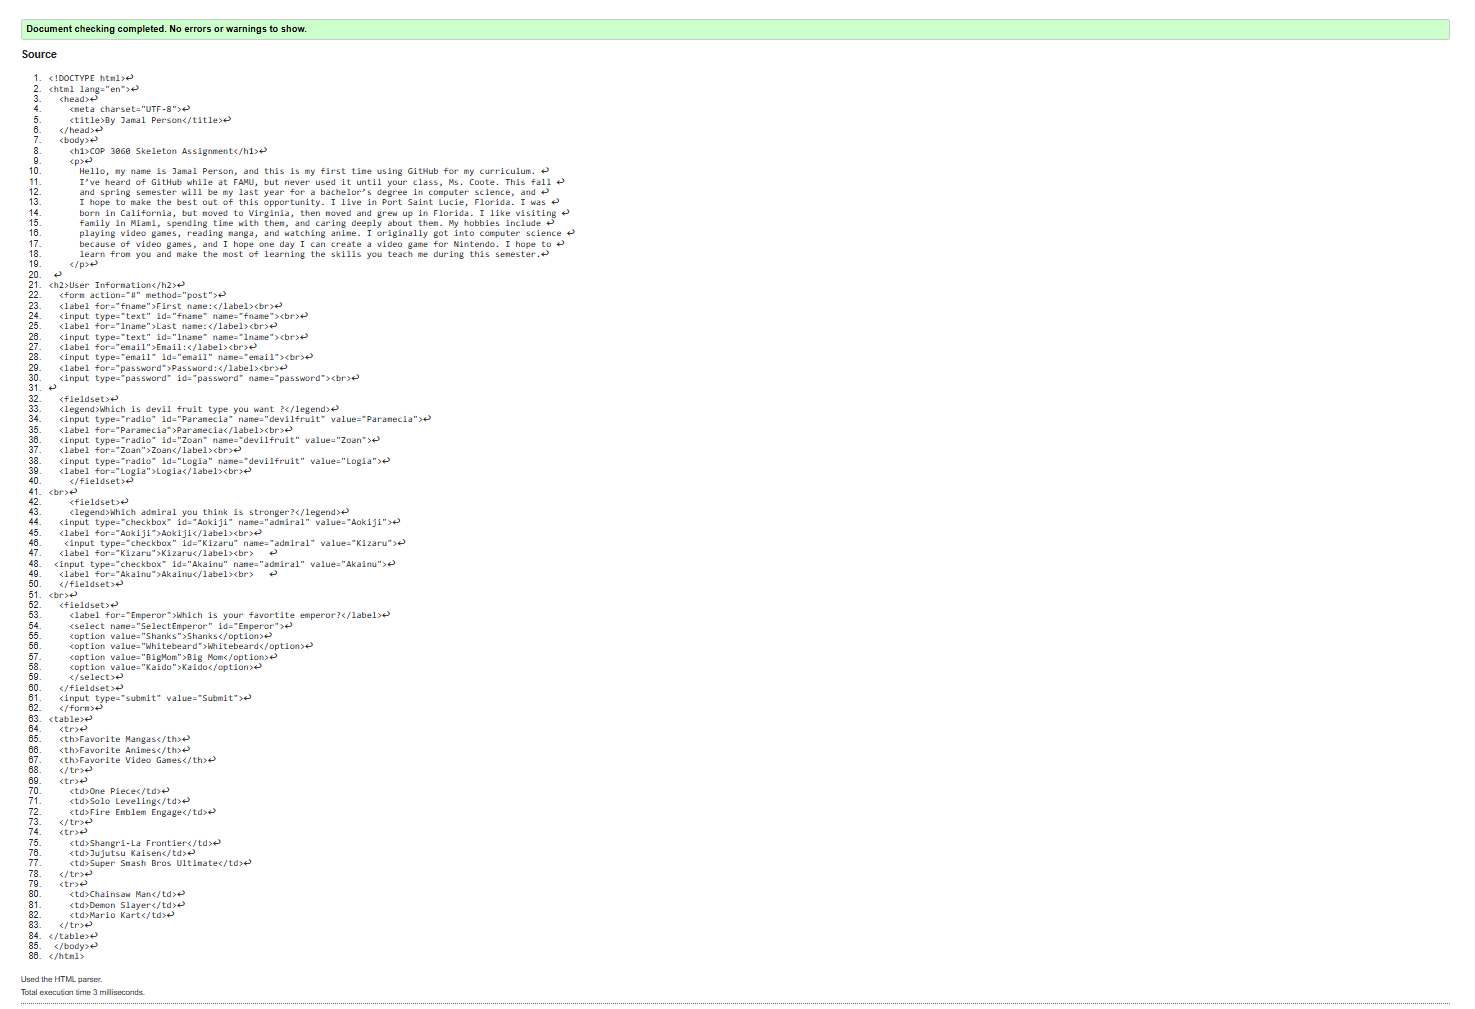 Document checking completed. No errors or warnings to show.
Source
1. <!DOCTYPE html>↩
2. <html lang="en">↩
3. <head>↩
4. <meta charset="UTF-8">↩
5. <title>By Jamal Person</title>↩
6. </head>↩
7. <body>↩
8. <h1>COP 3060 Skeleton Assignment</h1>↩
9. <p>↩
10. Hello, my name is Jamal Person, and this is my first time using GitHub for my curriculum. ↩
11. I’ve heard of GitHub while at FAMU, but never used it until your class, Ms. Coote. This fall ↩
12. and spring semester will be my last year for a bachelor’s degree in computer science, and ↩
13. I hope to make the best out of this opportunity. I live in Port Saint Lucie, Florida. I was ↩
14. born in California, but moved to Virginia, then moved and grew up in Florida. I like visiting ↩
15. family in Miami, spending time with them, and caring deeply about them. My hobbies include ↩
16. playing video games, reading manga, and watching anime. I originally got into computer science ↩
17. because of video games, and I hope one day I can create a video game for Nintendo. I hope to ↩
18. learn from you and make the most of learning the skills you teach me during this semester.↩
19. </p>↩
20. ↩
21. <h2>User Information</h2>↩
22. <form action="#" method="post">↩
23. <label for="fname">First name:</label><br>↩
24. <input type="text" id="fname" name="fname"><br>↩
25. <label for="lname">Last name:</label><br>↩
26. <input type="text" id="lname" name="lname"><br>↩
27. <label for="email">Email:</label><br>↩
28. <input type="email" id="email" name="email"><br>↩
29. <label for="password">Password:</label><br>↩
30. <input type="password" id="password" name="password"><br>↩
31. ↩
32. <fieldset>↩
33. <legend>Which is devil fruit type you want ?</legend>↩
34. <input type="radio" id="Paramecia" name="devilfruit" value="Paramecia">↩
35. <label for="Paramecia">Paramecia</label><br>↩
36. <input type="radio" id="Zoan" name="devilfruit" value="Zoan">↩
37. <label for="Zoan">Zoan</label><br>↩
38. <input type="radio" id="Logia" name="devilfruit" value="Logia">↩
39. <label for="Logia">Logia</label><br>↩
40. </fieldset>↩
41. <br>↩
42. <fieldset>↩
43. <legend>Which admiral you think is stronger?</legend>↩
44. <input type="checkbox" id="Aokiji" name="admiral" value="Aokiji">↩
45. <label for="Aokiji">Aokiji</label><br>↩
46. <input type="checkbox" id="Kizaru" name="admiral" value="Kizaru">↩
47. <label for="Kizaru">Kizaru</label><br> ↩
48. <input type="checkbox" id="Akainu" name="admiral" value="Akainu">↩
49. <label for="Akainu">Akainu</label><br> ↩
50. </fieldset>↩
51. <br>↩
52. <fieldset>↩
53. <label for="Emperor">Which is your favortite emperor?</label>↩
54. <select name="SelectEmperor" id="Emperor">↩
55. <option value="Shanks">Shanks</option>↩
56. <option value="Whitebeard">Whitebeard</option>↩
57. <option value="BigMom">Big Mom</option>↩
58. <option value="Kaido">Kaido</option>↩
59. </select>↩
60. </fieldset>↩
61. <input type="submit" value="Submit">↩
62. </form>↩
63. <table>↩
64. <tr>↩
65. <th>Favorite Mangas</th>↩
66. <th>Favorite Animes</th>↩
67. <th>Favorite Video Games</th>↩
68. </tr>↩
69. <tr>↩
70. <td>One Piece</td>↩
71. <td>Solo Leveling</td>↩
72. <td>Fire Emblem Engage</td>↩
73. </tr>↩
74. <tr>↩
75. <td>Shangri-La Frontier</td>↩
76. <td>Jujutsu Kaisen</td>↩
77. <td>Super Smash Bros Ultimate</td>↩
78. </tr>↩
79. <tr>↩
80. <td>Chainsaw Man</td>↩
81. <td>Demon Slayer</td>↩
82. <td>Mario Kart</td>↩
83. </tr>↩
84. </table>↩
85. </body>↩
86. </html>
Used the HTML parser.
Total execution time 3 milliseconds.